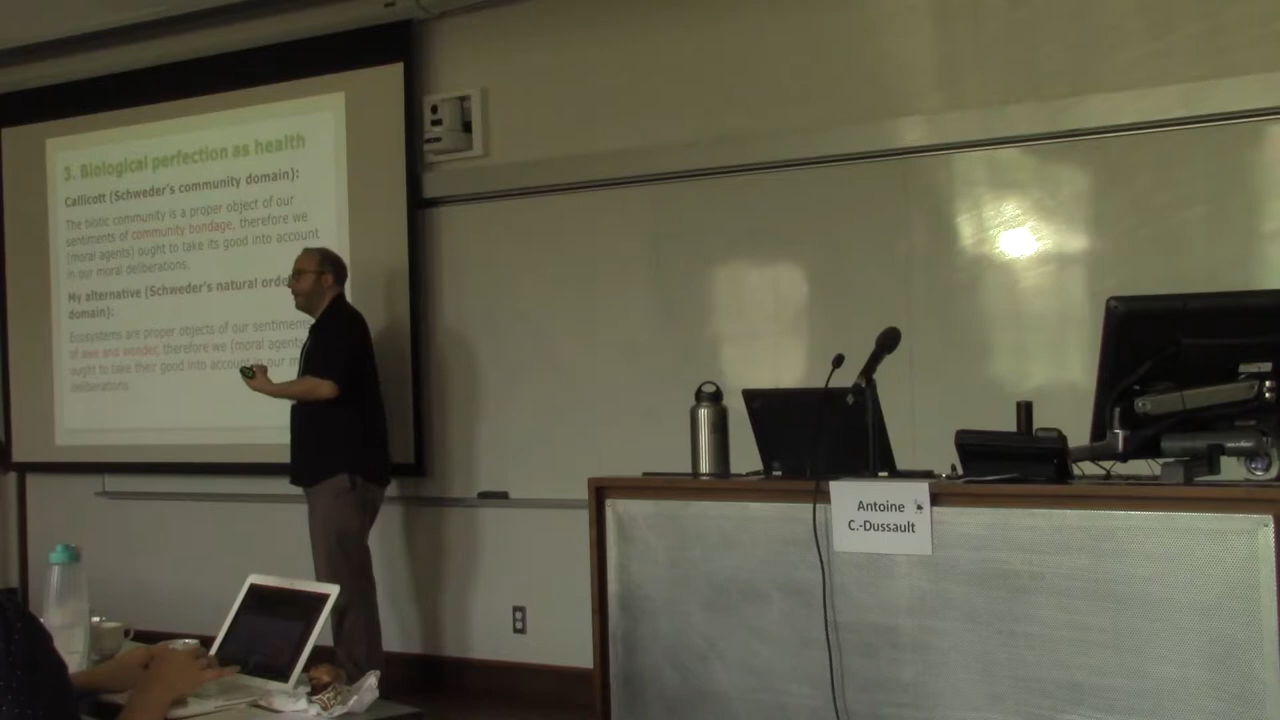 3. Biological perfection as health
Callicott (Schweder's community domain):
The biotic community is a proper object of our
sentiments of community bondage, therefore we
(moral agents) ought to take its good into account
in our moral deliberations.
My alternative (Schweder's natural orde
domain):
Ecosystems are proper objects of our sentiments
of awe and wonder, therefore we (moral agents
ought to take their good into account in our m
deliberations.
Antoine
C.-Dussault